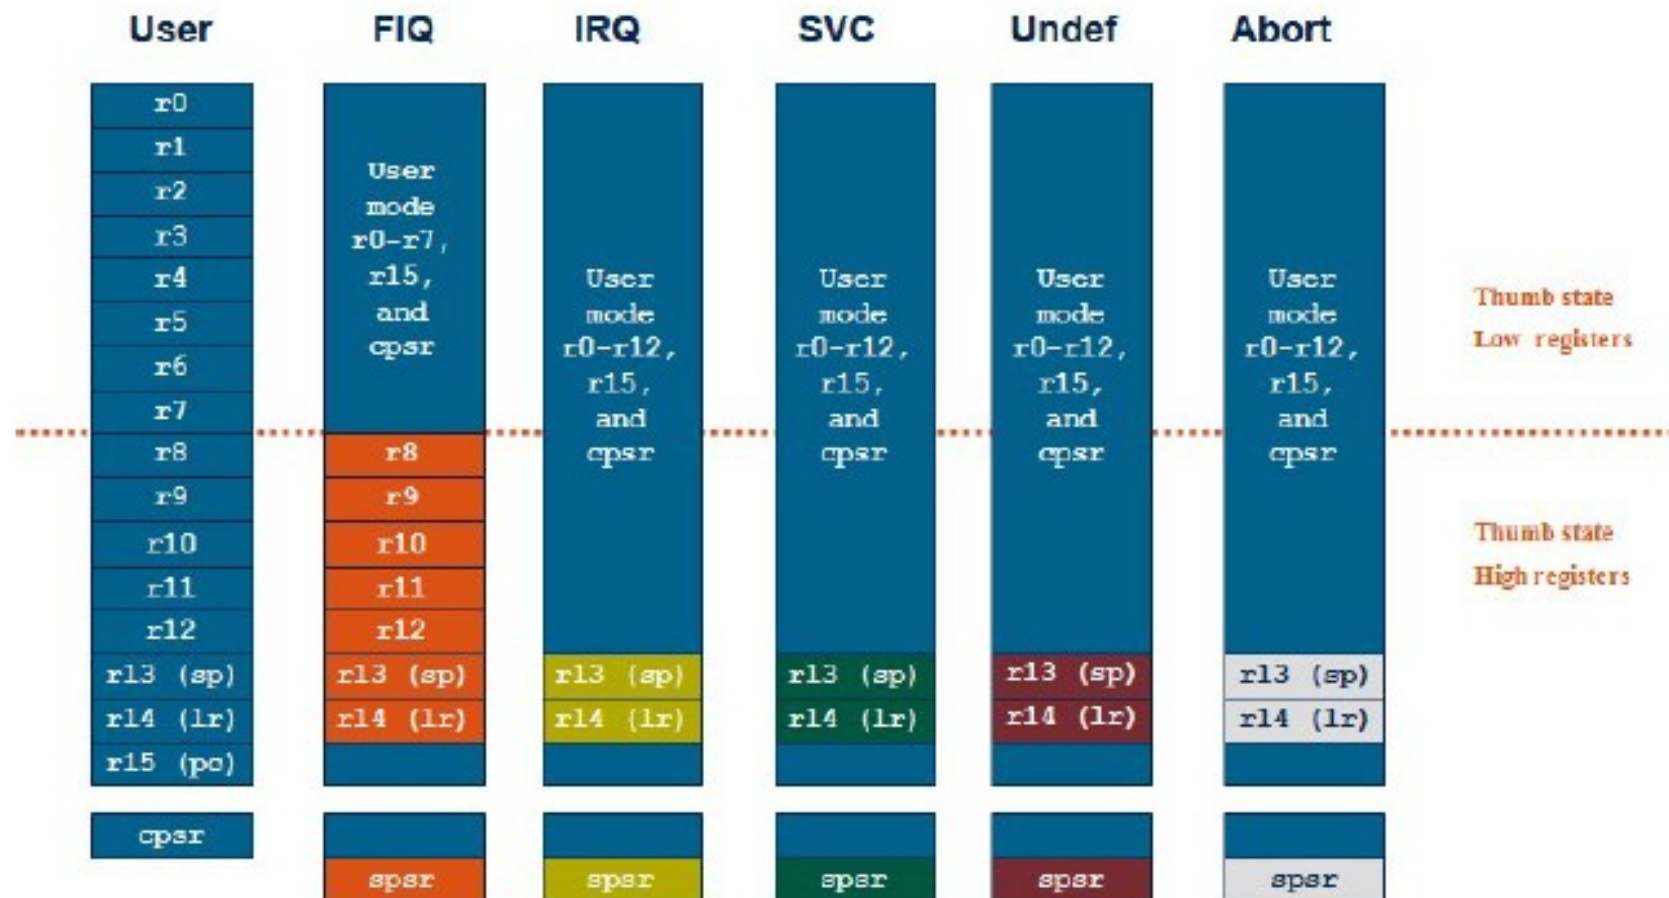 User FIQ IRQ SVC Undef Abort
r0
r1
r2
r3
r4
r5
r6
r7
r8
r9
r10
r11
r12
r13 (sp)
r14 (lr)
r15 (pc)
cpsr
User
mode
r0-r7,
r15,
and
cpsr
r8
r9
r10
r11
r12
r13 (sp)
r14 (lr)
spsr
User
mode
r0-r12,
r15,
and
cpsr
r13 (sp)
r14 (lr)
spsr
User
mode
r0-r12,
r15,
and
cpsr
r13 (sp)
r14 (lr)
spsr
User
mode
r0-r12,
r15,
and
cpsr
r13 (sp)
r14 (lr)
spsr
User
mode
r0-r12,
r15,
and
cpsr
r13 (sp)
r14 (lr)
spsr
Thumb state
Low registers
Thumb state
High registers